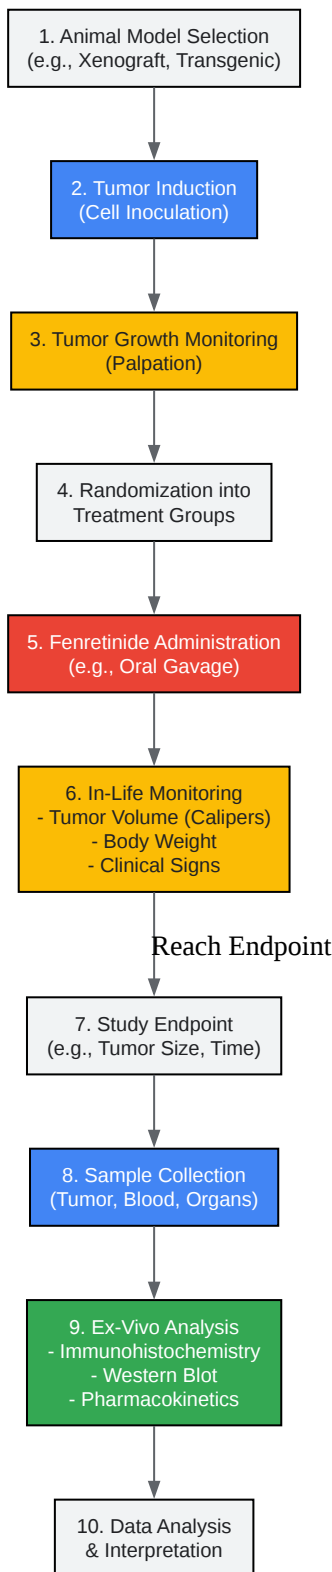 1. Animal Model Selection
(e.g., Xenograft, Transgenic)
2. Tumor Induction
(Cell Inoculation)
3. Tumor Growth Monitoring
(Palpation)
4. Randomization into
Treatment Groups
5. Fenretinide Administration
(e.g., Oral Gavage)
6. In-Life Monitoring
- Tumor Volume (Calipers)
- Body Weight
- Clinical Signs
Reach Endpoint
7. Study Endpoint
(e.g., Tumor Size, Time)
8. Sample Collection
(Tumor, Blood, Organs)
9. Ex-Vivo Analysis
- Immunohistochemistry
- Western Blot
- Pharmacokinetics
10. Data Analysis
& Interpretation